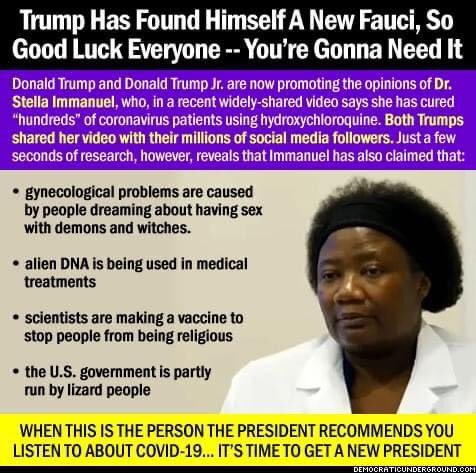 Trump Has Found Himself A New Fauci, So
Good Luck Everyone -- You're Gonna Need It
Donald Trump and Donald Trump Jr. are now promoting the opinions of Dr.
Stella Immanuel, who, in a recent widely-shared video says she has cured
"hundreds" of coronavirus patients using hydroxychloroquine. Both Trumps
shared her video with their millions of social media followers. Just a few
seconds of research, however, reveals that Immanuel has also claimed that:
• gynecological problems are caused
by people dreaming about having sex
with demons and witches.
• alien DNA is being used in medical
treatments
• scientists are making a vaccine to
stop people from being religious
• the U.S. government is partly
run by lizard people
WHEN THIS IS THE PERSON THE PRESIDENT RECOMMENDS YOU
LISTEN TO ABOUT COVID-19... IT'S TIME TO GET A NEW PRESIDENT
DEMOCRATICUNDERGROUND.COM